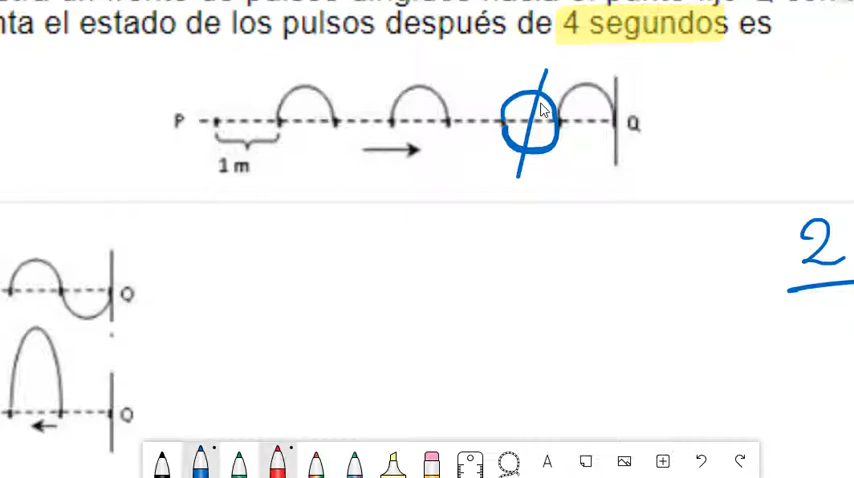 nta el estado de los pulsos después de 4 segundos es
P
Q
1 m
2
Q
Q
A